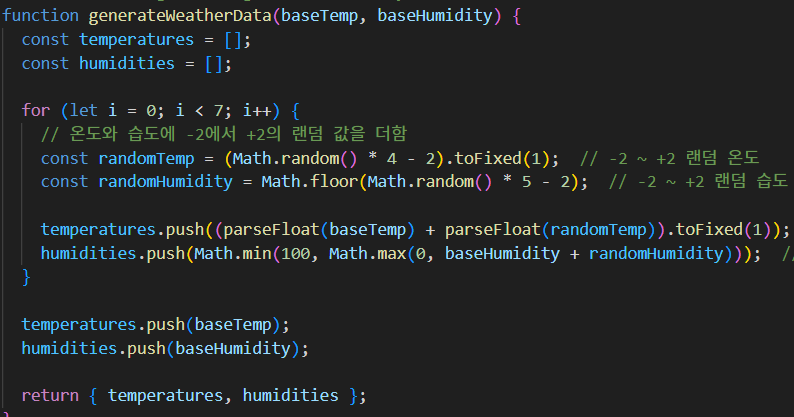 function generateWeatherData(baseTemp, baseHumidity) {
  const temperatures = [];
  const humidities = [];

  for (let i = 0; i < 7; i++) {
    // 온도와 습도에 -2에서 +2의 랜덤 값을 더함
    const randomTemp = (Math.random() * 4 - 2).toFixed(1);  // -2 ~ +2 랜덤 온도
    const randomHumidity = Math.floor(Math.random() * 5 - 2);  // -2 ~ +2 랜덤 습도

    temperatures.push((parseFloat(baseTemp) + parseFloat(randomTemp)).toFixed(1));
    humidities.push(Math.min(100, Math.max(0, baseHumidity + randomHumidity)));  //
  }

  temperatures.push(baseTemp);
  humidities.push(baseHumidity);

  return { temperatures, humidities };